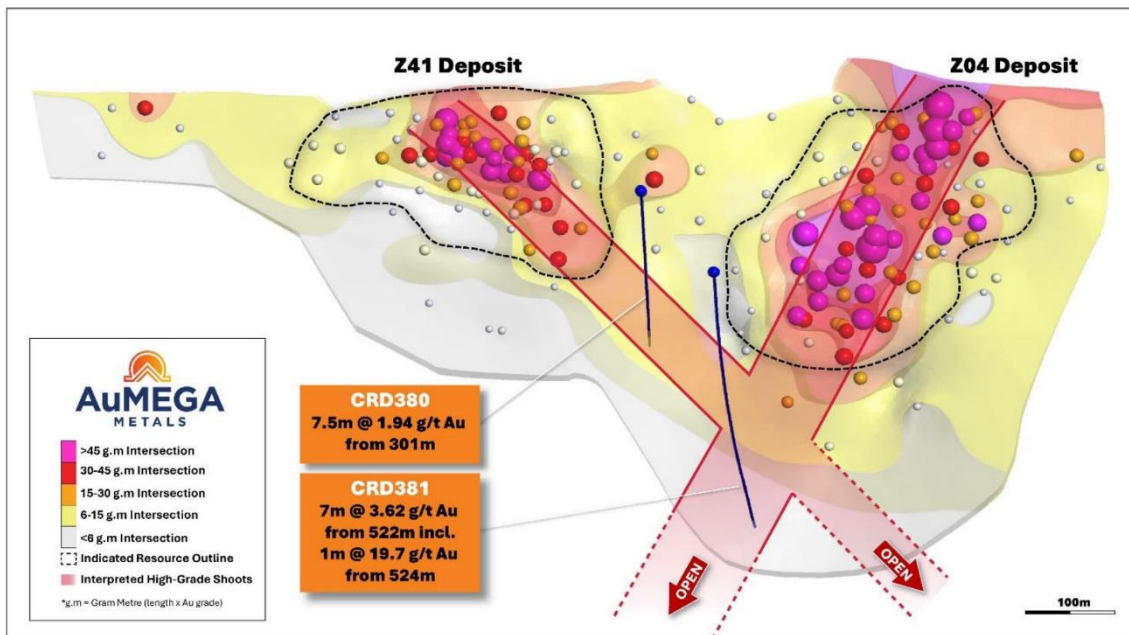 Z41 Deposit
Z04 Deposit
CRD380
7.5m @ 1.94 g/t Au
from 301m
CRD381
7m @ 3.62 g/t Au
from 522m incl.
1m @ 19.7 g/t Au
from 524m
AuMEGA
METALS
>45 g.m Intersection
30-45 g.m Intersection
15-30 g.m Intersection
6-15 g.m Intersection
<6 g.m Intersection
Indicated Resource Outline
Interpreted High-Grade Shoots
*g.m = Gram Metre (length x Au grade)
OPEN
OPEN
100m